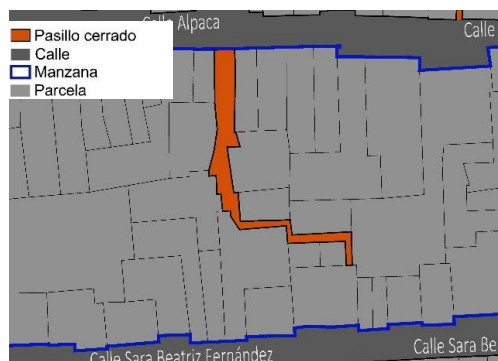 Calle Alpaca
Calle
Pasillo cerrado
Calle
Manzana
Parcela
Calle Sara Beatriz Fernández
Calle Sara Be